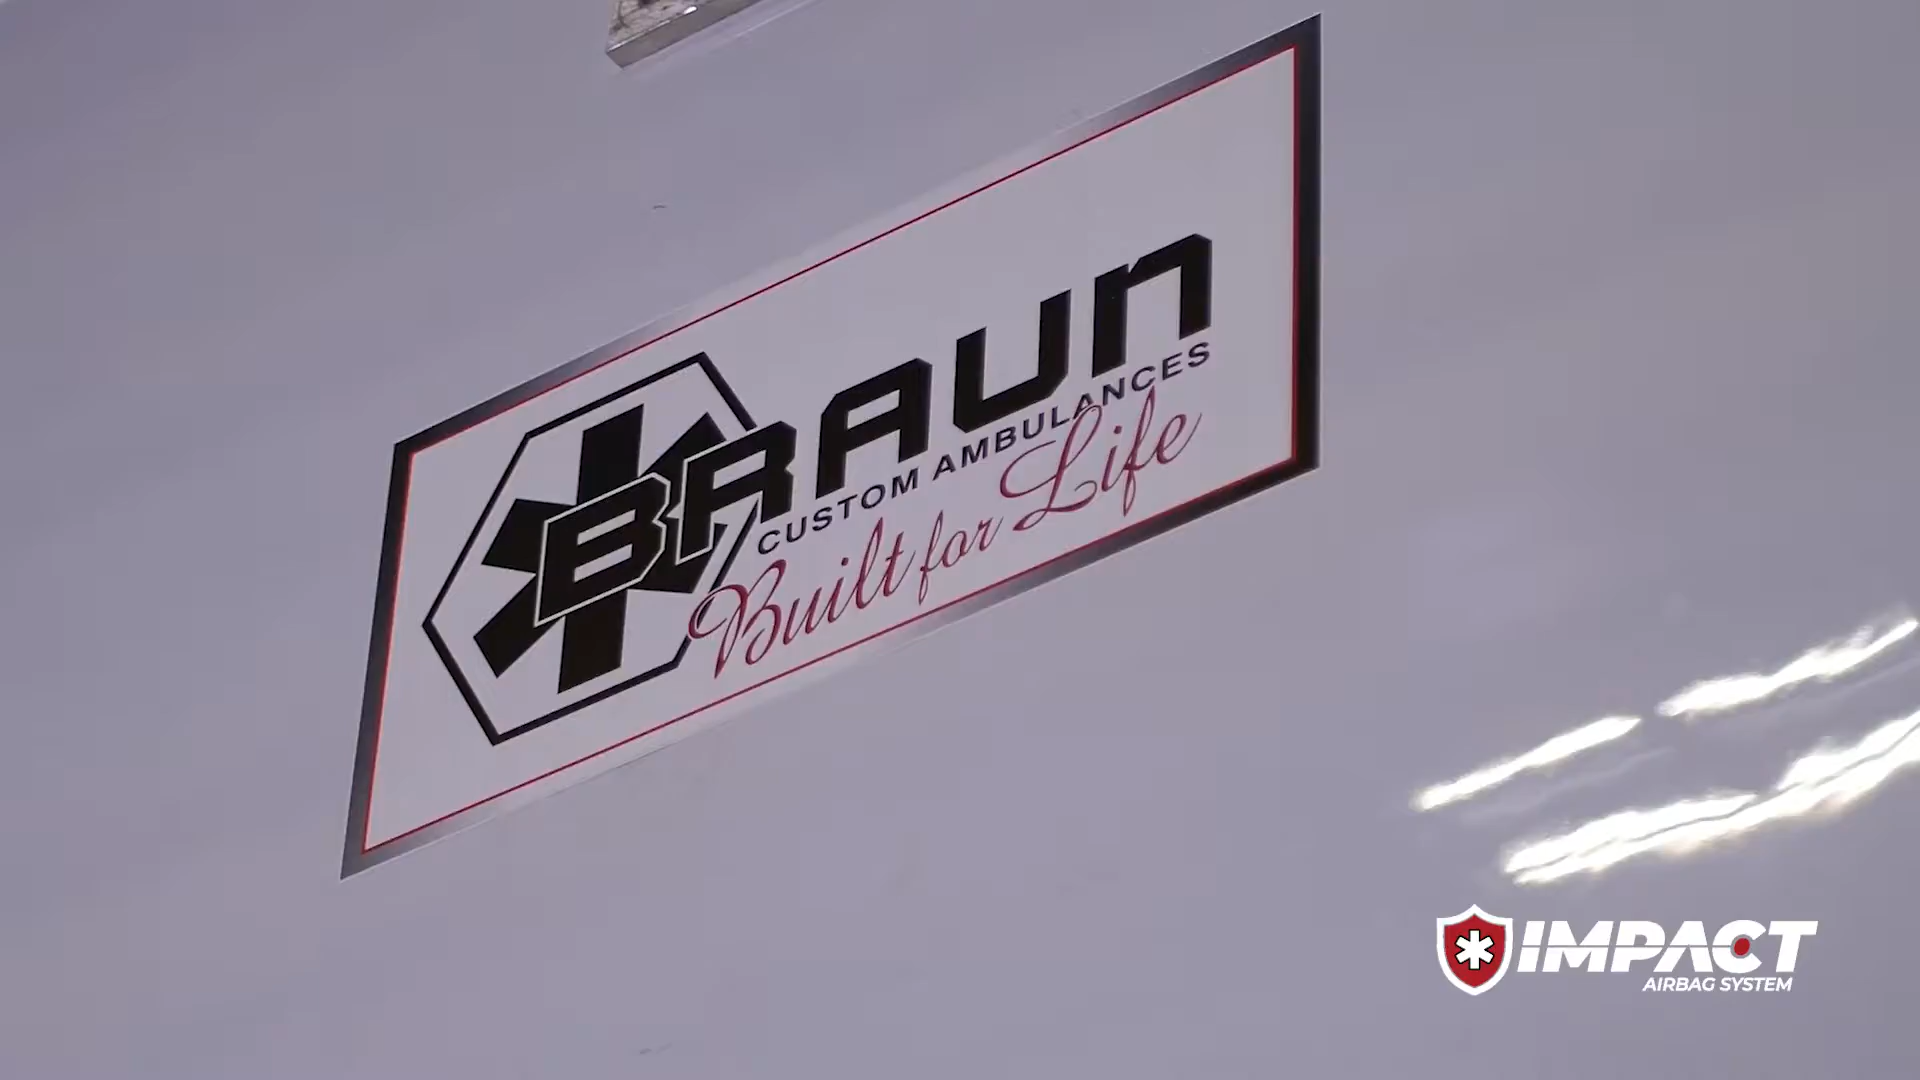 BRAUN
CUSTOM AMBULANCES
Built for Life
IMPACT
AIRBAG SYSTEM